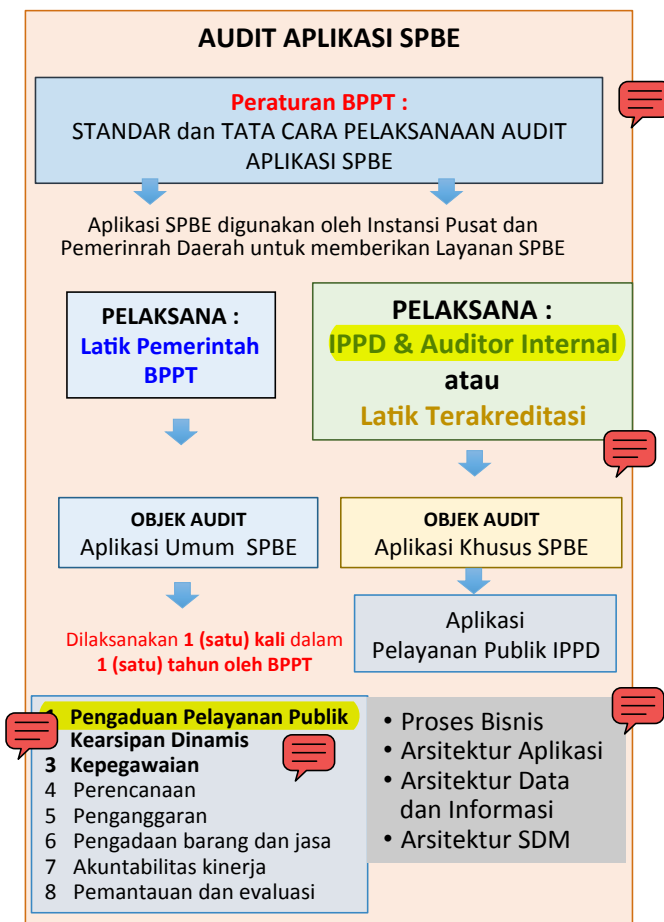 AUDIT APLIKASI SPBE
Peraturan BPPT :
STANDAR dan TATA CARA PELAKSANAAN AUDIT
APLIKASI SPBE
Aplikasi SPBE digunakan oleh Instansi Pusat dan
Pemerinrah Daerah untuk memberikan Layanan SPBE
PELAKSANA :
Latik Pemerintah
BPPT
PELAKSANA :
IPPD & Auditor Internal
atau
Latik Terakreditasi
OBJEK AUDIT
Aplikasi Umum SPBE
OBJEK AUDIT
Aplikasi Khusus SPBE
Dilaksanakan 1 (satu) kali dalam
1 (satu) tahun oleh BPPT
Aplikasi
Pelayanan Publik IPPD
1 Pengaduan Pelayanan Publik
Kearsipan Dinamis
3 Kepegawaian
4 Perencanaan
5 Penganggaran
6 Pengadaan barang dan jasa
7 Akuntabilitas kinerja
8 Pemantauan dan evaluasi
• Proses Bisnis
• Arsitektur Aplikasi
• Arsitektur Data
dan Informasi
• Arsitektur SDM